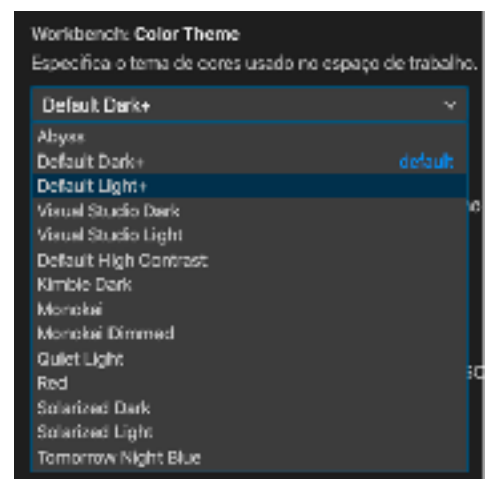 Workbench: Color Theme
Especifica o tema de cores usado no espaço de trabalho.
Default Dark+
Abyss
Default Dark+ default
Default Light+
Visual Studio Dark
Visual Studio Light
Default High Contrast
Kimbie Dark
Monokai
Monokai Dimmed
Quiet Light
Red
Solarized Dark
Solarized Light
Tomorrow Night Blue